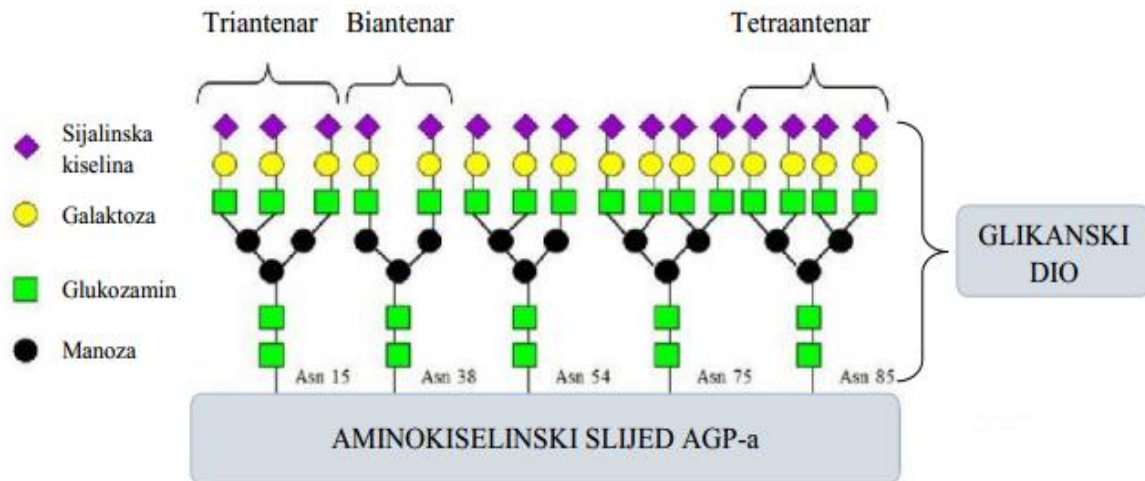 Triantenar
Biantenar
Tetraantenar
Sijalinska
kiselina
Galaktoza
Glukozamin
Manoza
GLIKANSKI
DIO
Asn 15
Asn 38
Asn 54
Asn 75
Asn 85
AMINOKISELINSKI SLIJED AGP-a